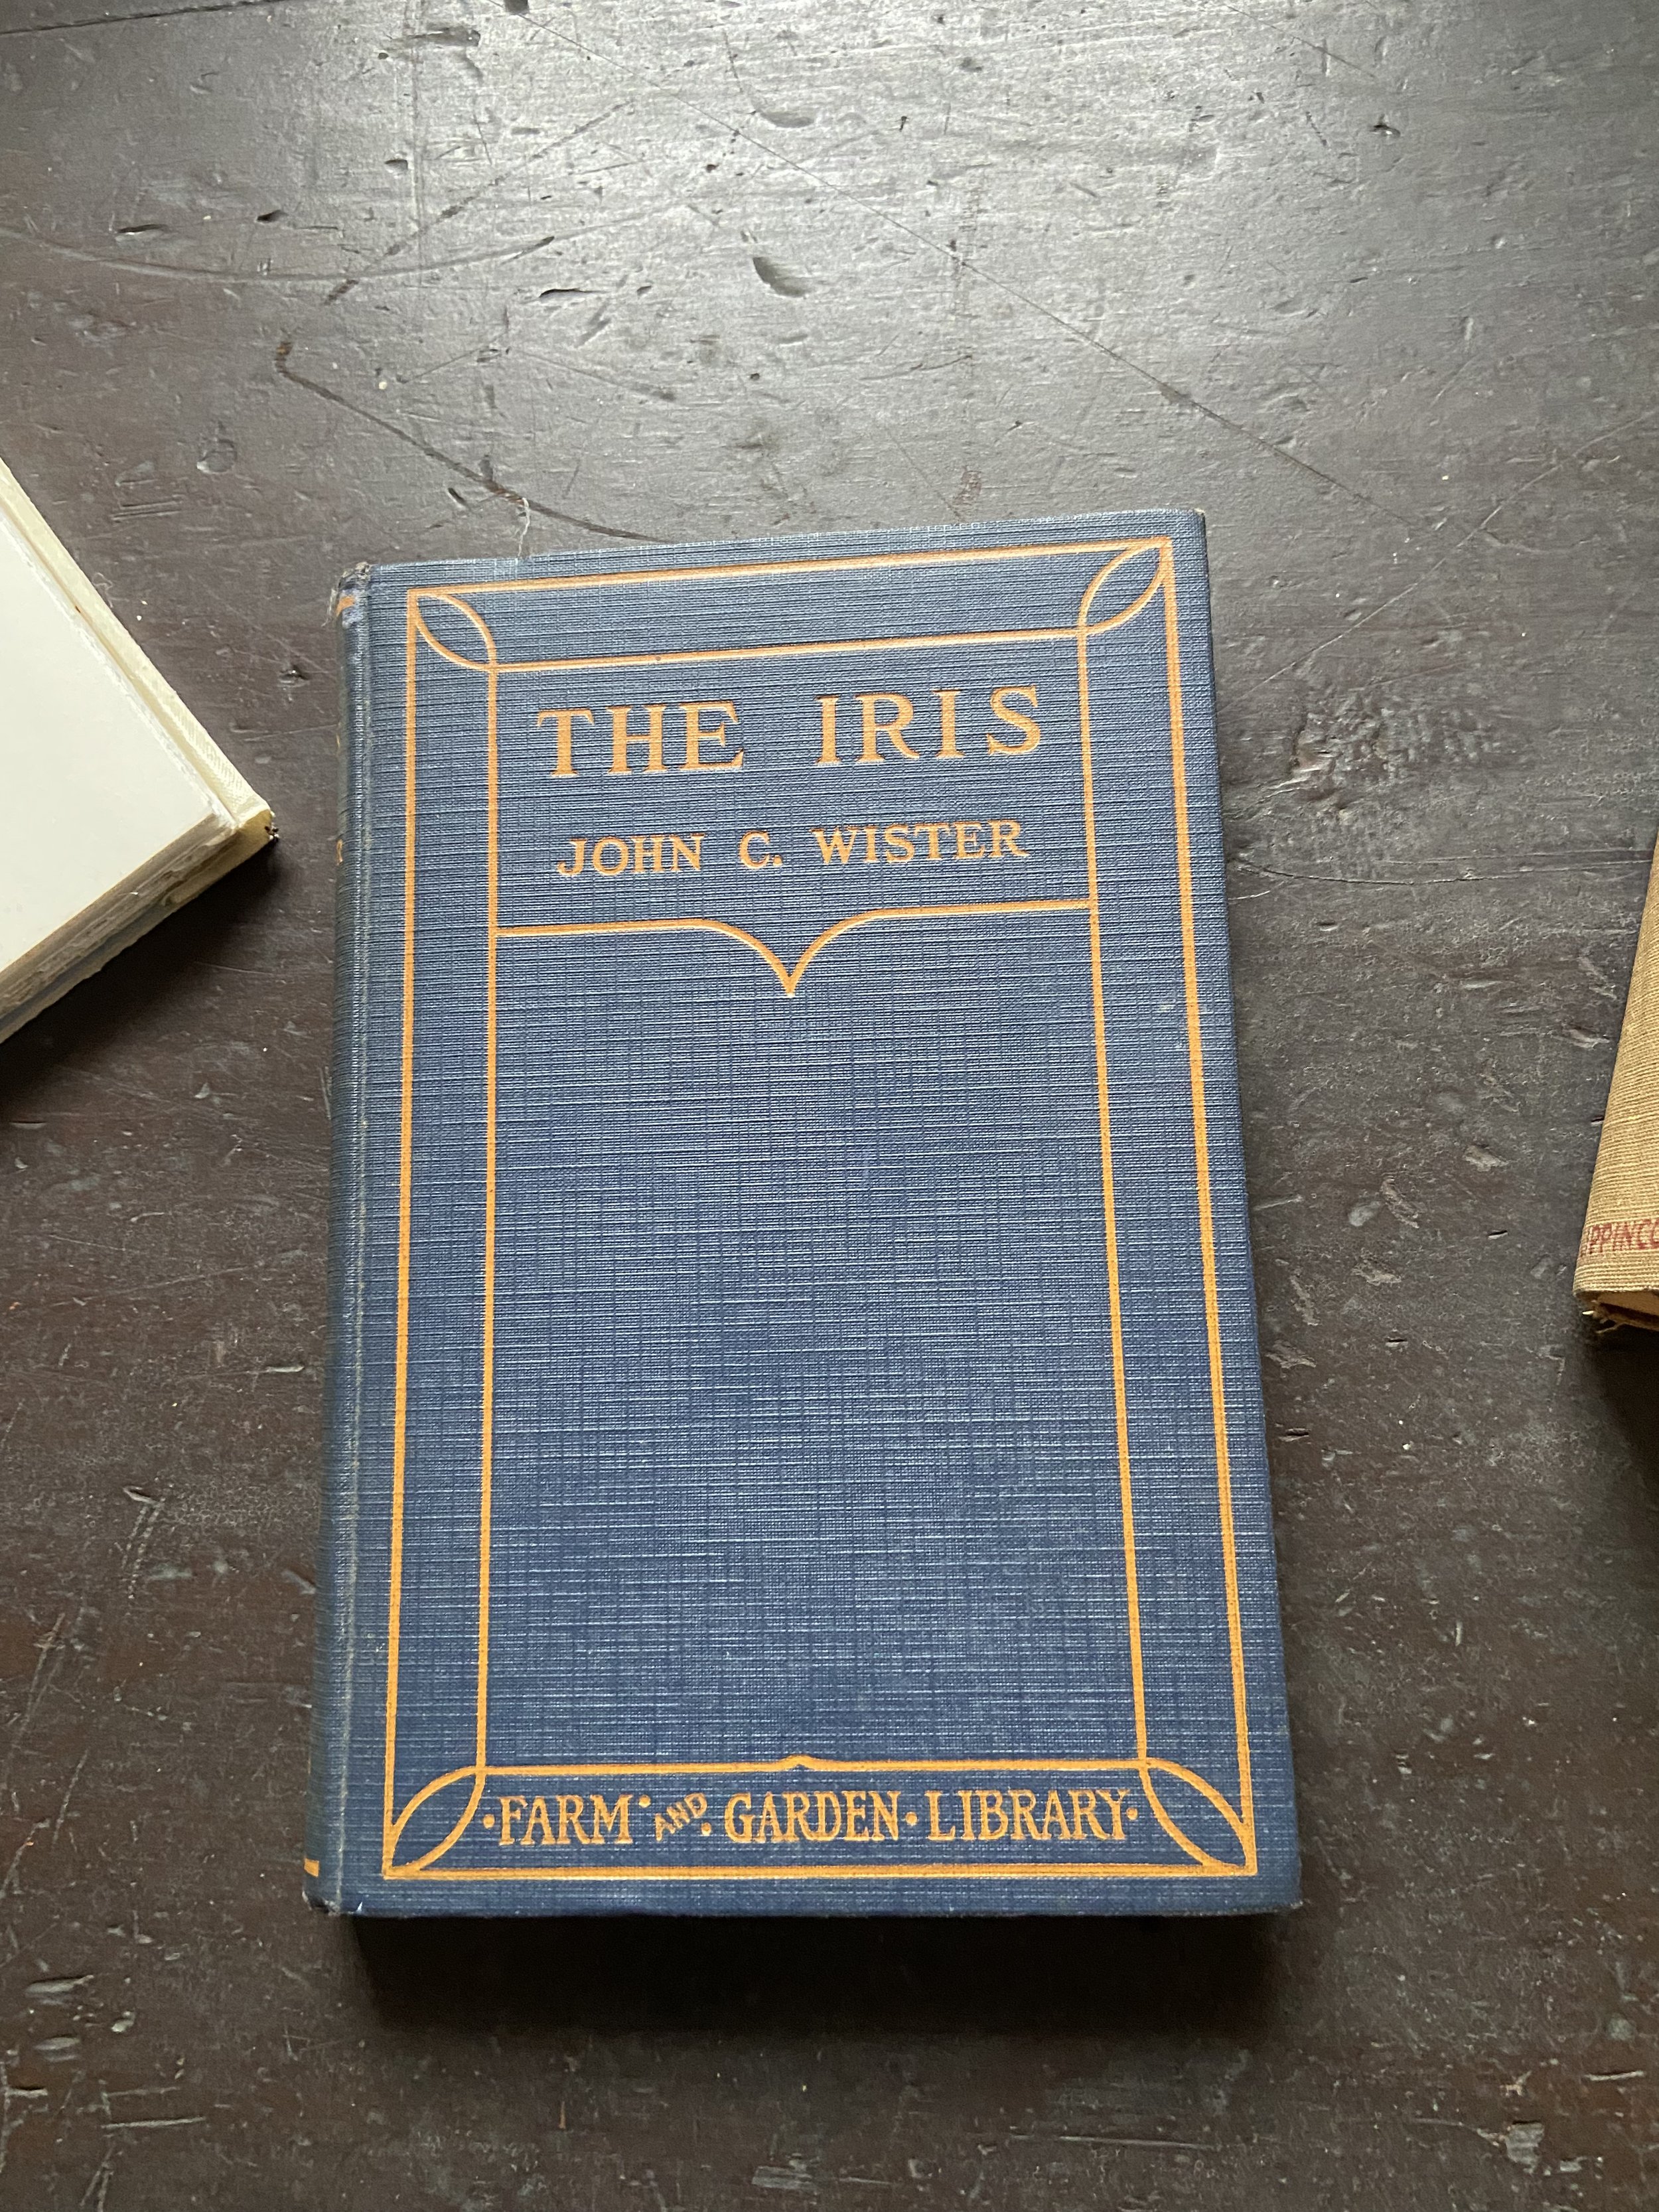 THE IRIS
JOHN C. WISTER
·FARM· AND ·GARDEN·LIBRARY·